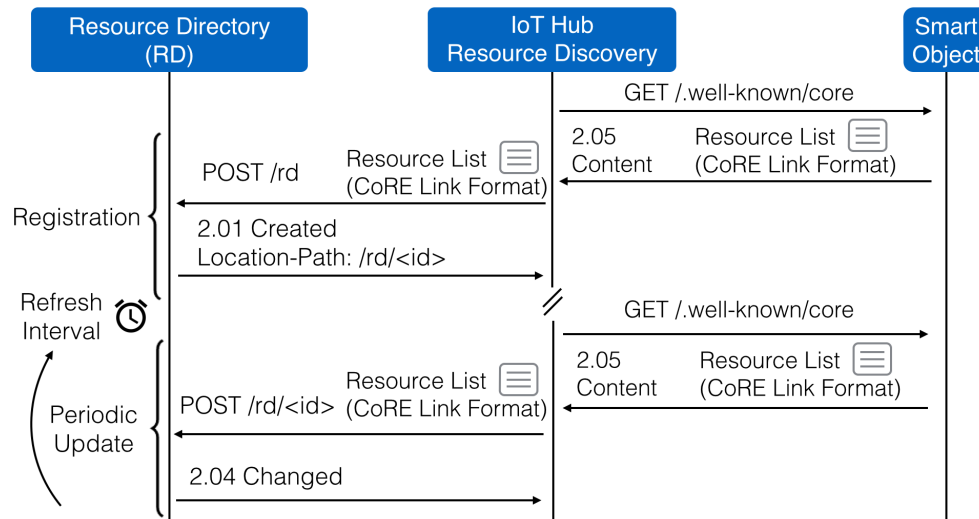 Resource Directory
(RD)
IoT Hub
Resource Discovery
Smart
Object
GET /.well-known/core
2.05
Content
Resource List
(CoRE Link Format)
Resource List
(CoRE Link Format)
POST /rd
Registration
2.01 Created
Location-Path: /rd/<id>
Refresh
Interval
GET /.well-known/core
2.05
Content
Resource List
(CoRE Link Format)
Resource List
(CoRE Link Format)
POST /rd/<id>
Periodic
Update
2.04 Changed